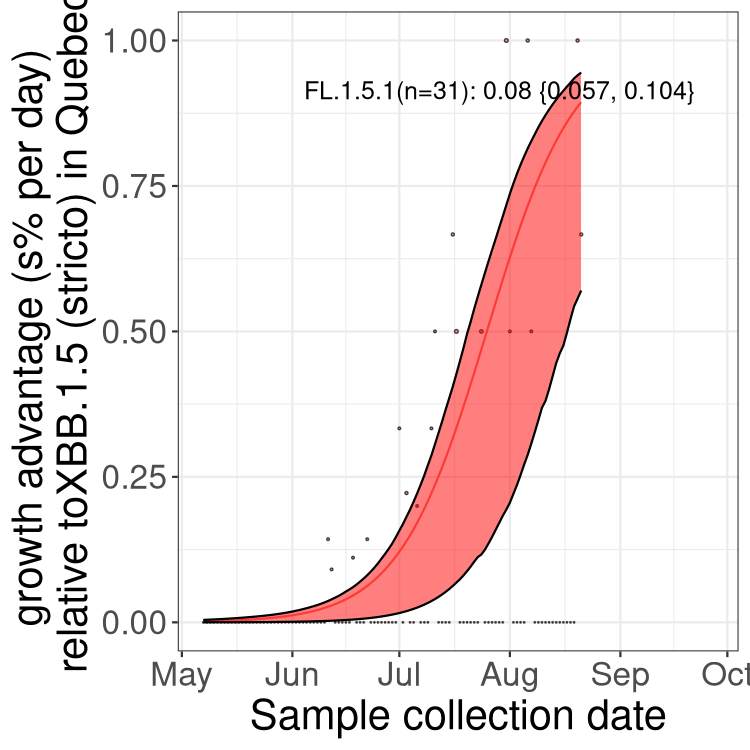 growth advantage (s% per day)
relative toXBB.1.5 (stricto) in Quebec
1.00
0.75
0.50
0.25
0.00
FL.1.5.1(n=31): 0.08 {0.057, 0.104}
May Jun Jul Aug Sep Oct
Sample collection date